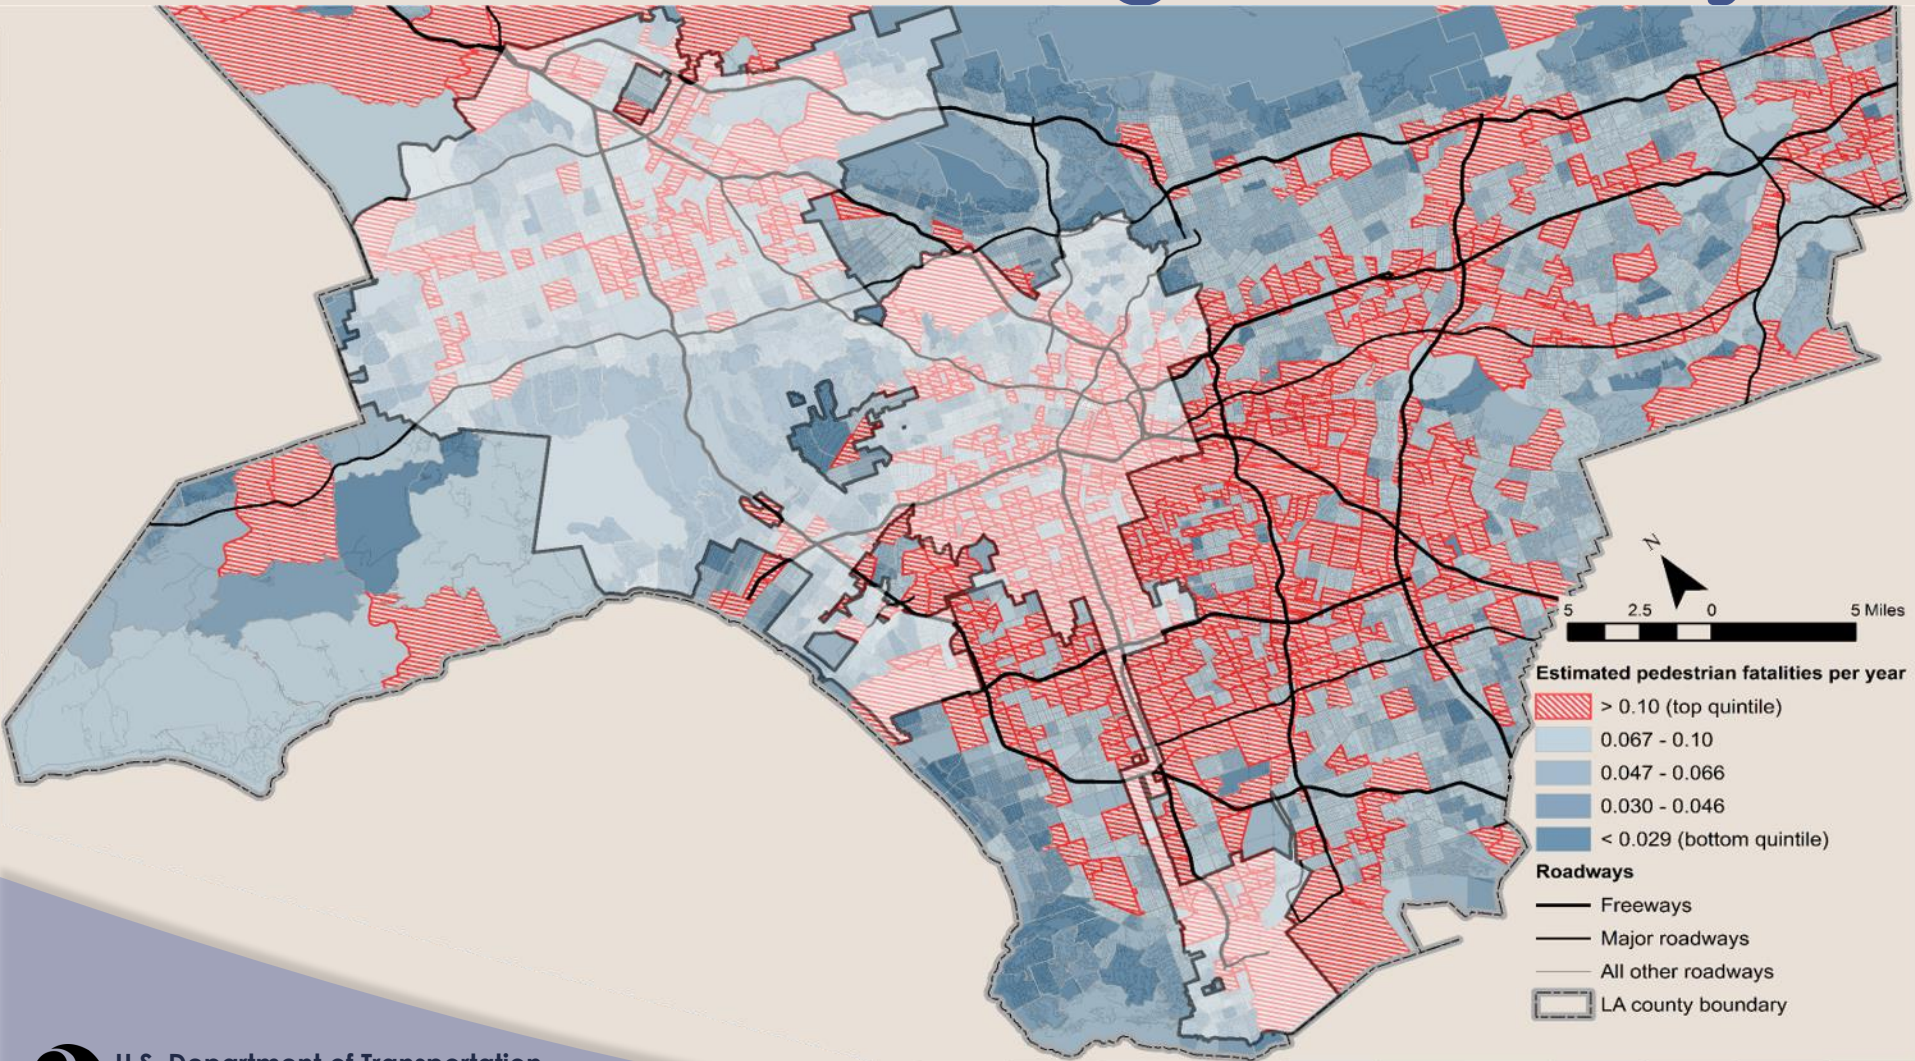 N
5 2.5 0 5 Miles
Estimated pedestrian fatalities per year
> 0.10 (top quintile)
0.067 - 0.10
0.047 - 0.066
0.030 - 0.046
< 0.029 (bottom quintile)
Roadways
Freeways
Major roadways
All other roadways
LA county boundary
U.S. Department of Transportation